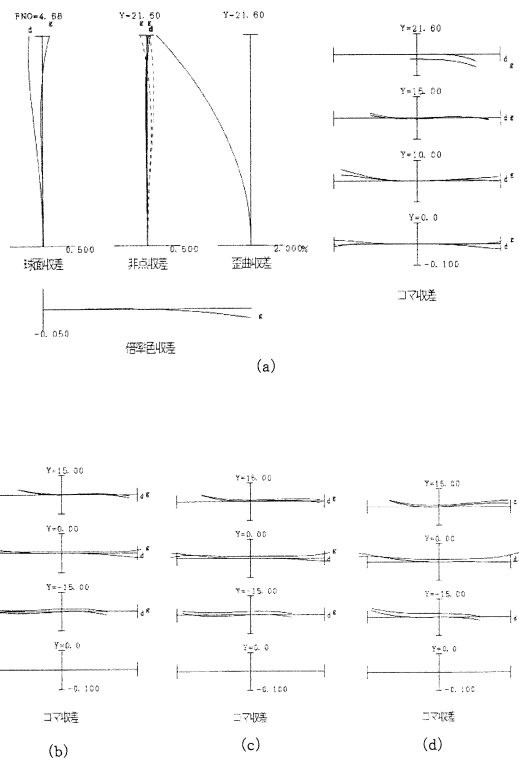 FNO=4.68
d g
0.500
球面収差
Y=21.60
g g d
0.500
非点収差
Y=21.60
2.000%
歪曲収差
-0.050
g
倍率色収差
Y=21.60
d
g
Y=15.00
d g
Y=10.00
g
d
Y=0.0
g
d
-0.100
コマ収差
(a)
Y=15.00
d g
Y=0.00
g
d
Y=-15.00
d g
Y=0.0
-0.100
コマ収差
(b)
Y=15.00
d g
Y=0.00
g
d
Y=-15.00
d g
Y=0.0
-0.100
コマ収差
(c)
Y=15.00
g
d
Y=0.00
g
d
Y=-15.00
g
d
Y=0.0
-0.100
コマ収差
(d)